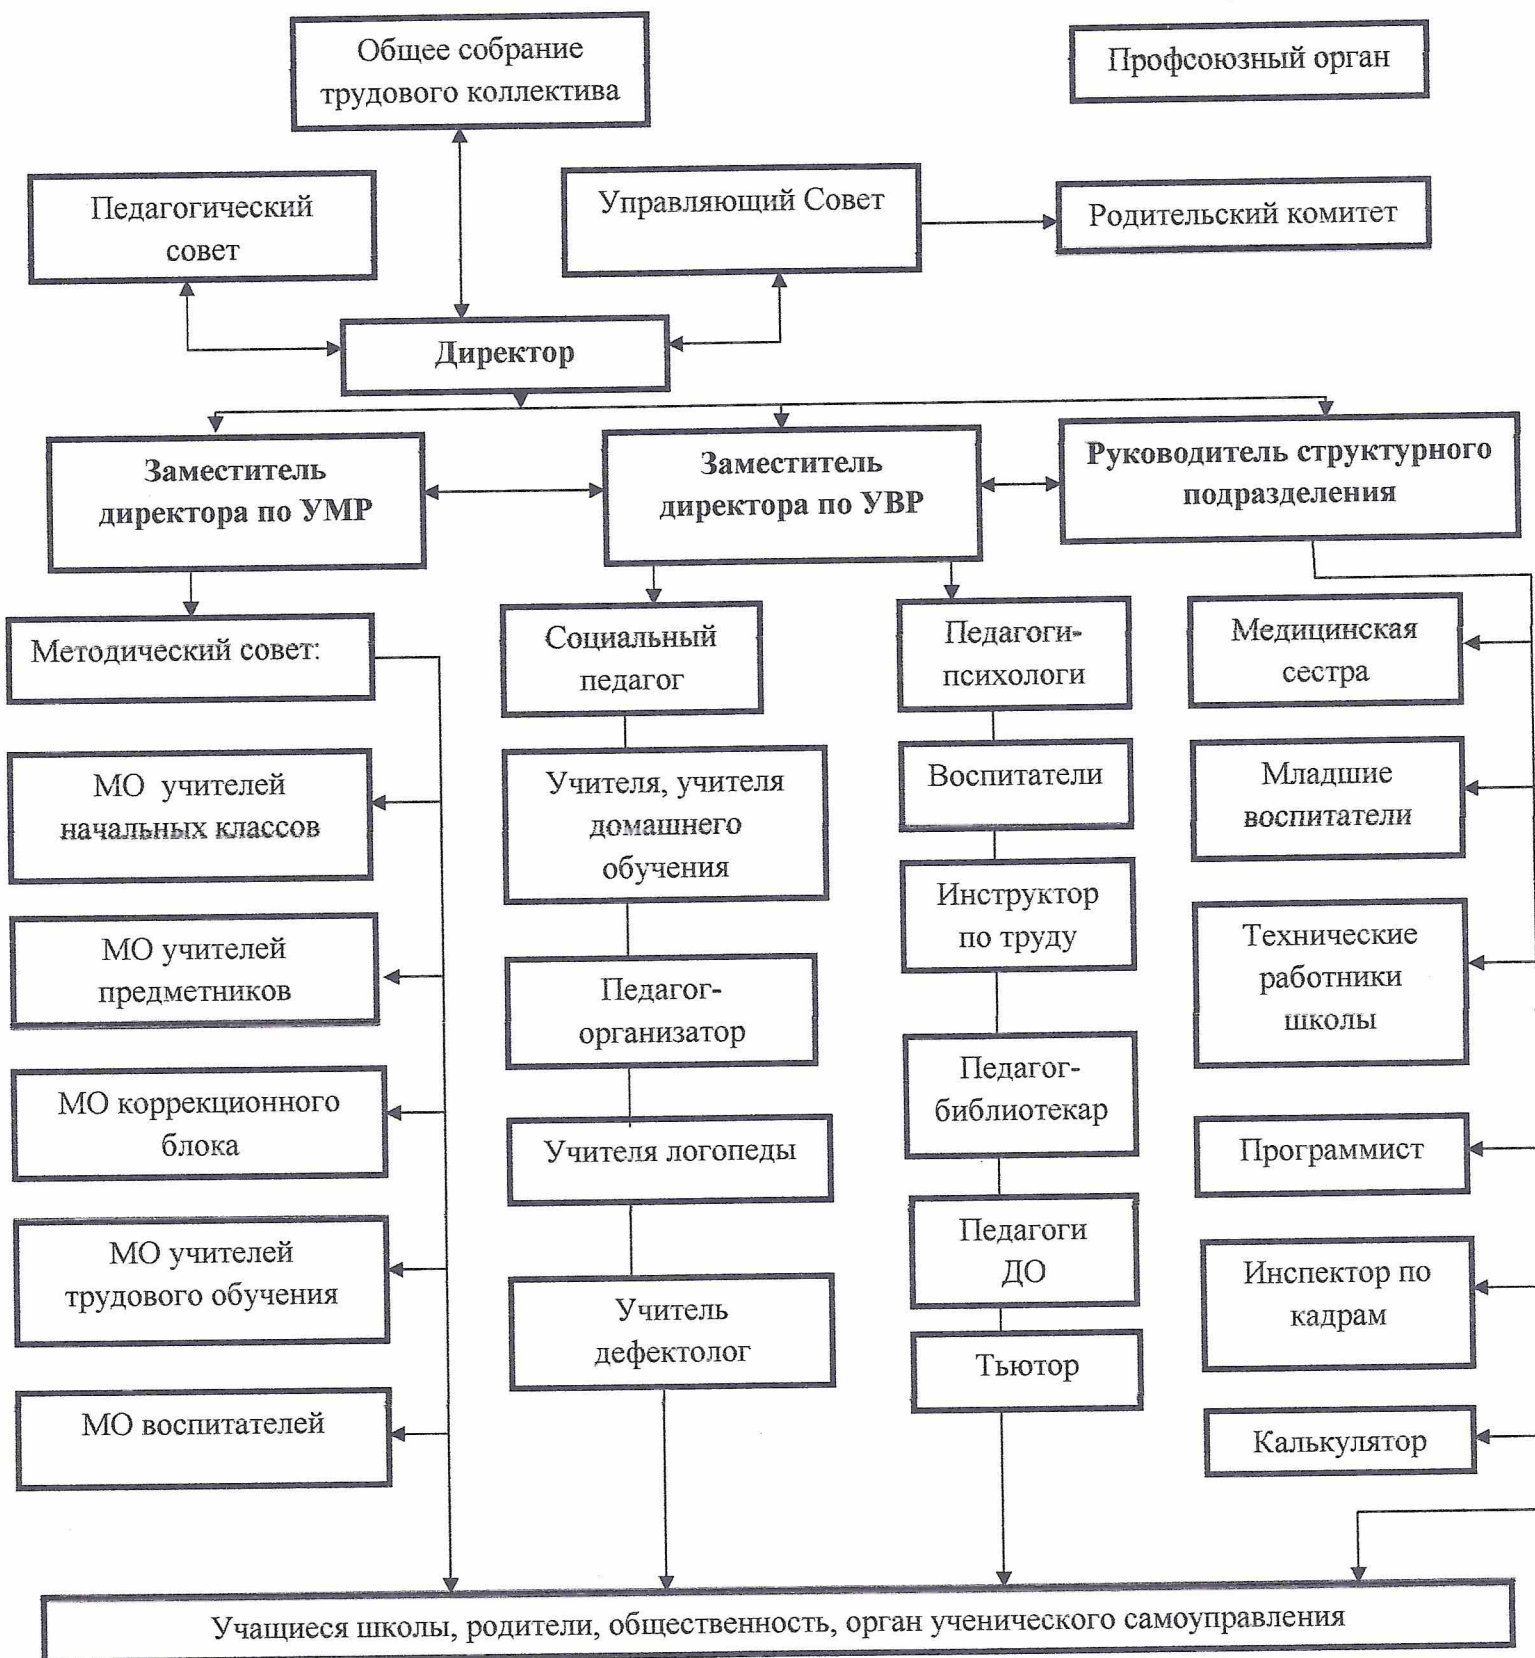 Общее собрание
трудового коллектива
Профсоюзный орган
Педагогический
совет
Управляющий Совет
Родительский комитет
Директор
Заместитель
директора по УМР
Заместитель
директора по УВР
Руководитель структурного
подразделения
Методический совет:
МО учителей
начальных классов
МО учителей
предметников
МО коррекционного
блока
МО учителей
трудового обучения
МО воспитателей
Социальный
педагог
Учителя, учителя
домашнего
обучения
Педагог-
организатор
Учителя логопеды
Учитель
дефектолог
Педагоги-
психологи
Воспитатели
Инструктор
по труду
Педагог-
библиотекар
Педагоги
ДО
Тьютор
Медицинская
сестра
Младшие
воспитатели
Технические
работники
школы
Программист
Инспектор по
кадрам
Калькулятор
Учащиеся школы, родители, общественность, орган ученического самоуправления